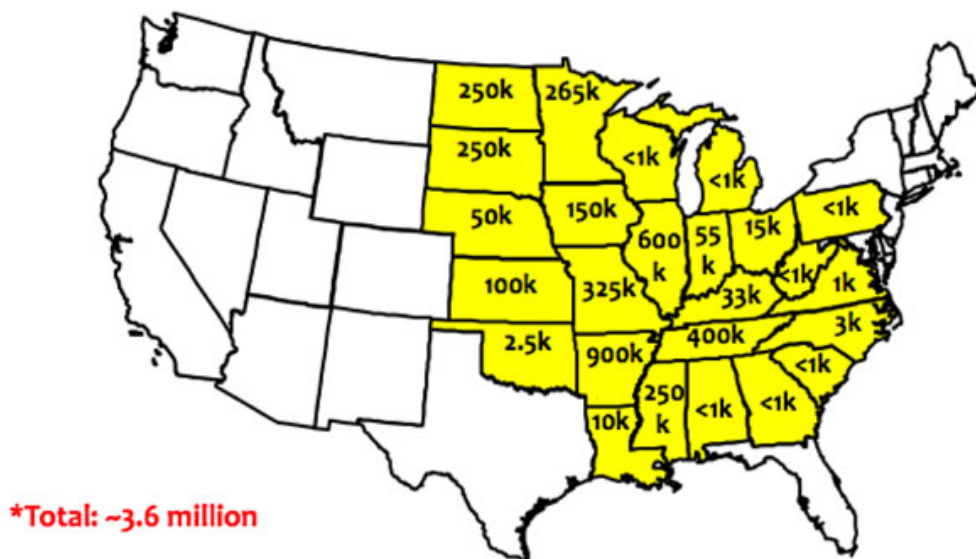 250k
265k
250k
<1k
<1k
50k
150k
600
k
55
k
15k
<1k
100k
325k
33k
<1k
1k
2.5k
900k
400k
3k
<1k
10k
250
k
<1k
<1k
*Total: ~3.6 million